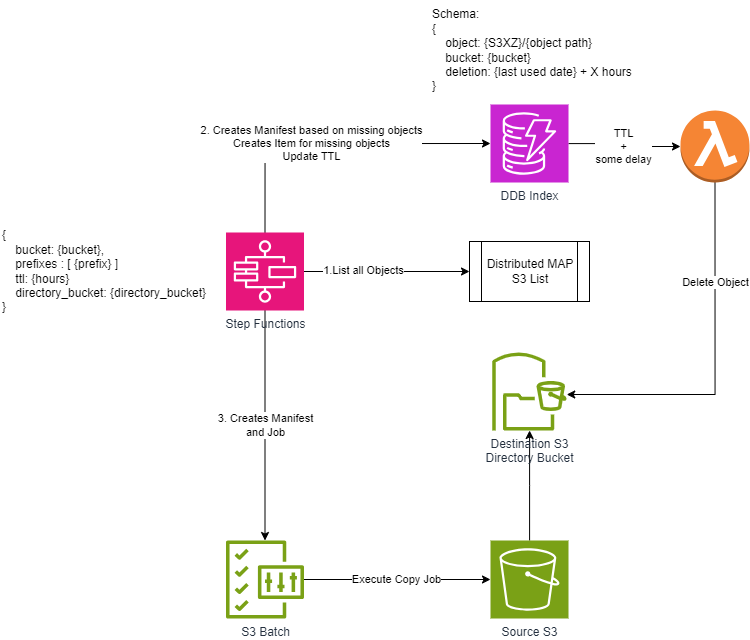 Schema:
{
object: {S3XZ}/{object path}
bucket: {bucket}
deletion: {last used date} + X hours
}
2. Creates Manifest based on missing objects
Creates Item for missing objects
Update TTL
TTL
+
some delay
DDB Index
{
bucket: {bucket},
prefixes : [ {prefix} ]
ttl: {hours}
directory_bucket: {directory_bucket}
}
1.List all Objects
Distributed MAP
S3 List
Delete Object
Step Functions
3. Creates Manifest
and Job
Destination S3
Directory Bucket
Execute Copy Job
S3 Batch
Source S3